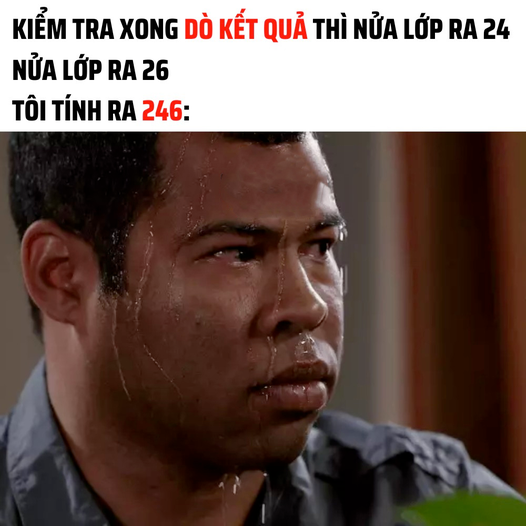 KIỂM TRA XONG DÒ KẾT QUẢ THÌ NỬA LỚP RA 24
NỬA LỚP RA 26
TÔI TÍNH RA 246: